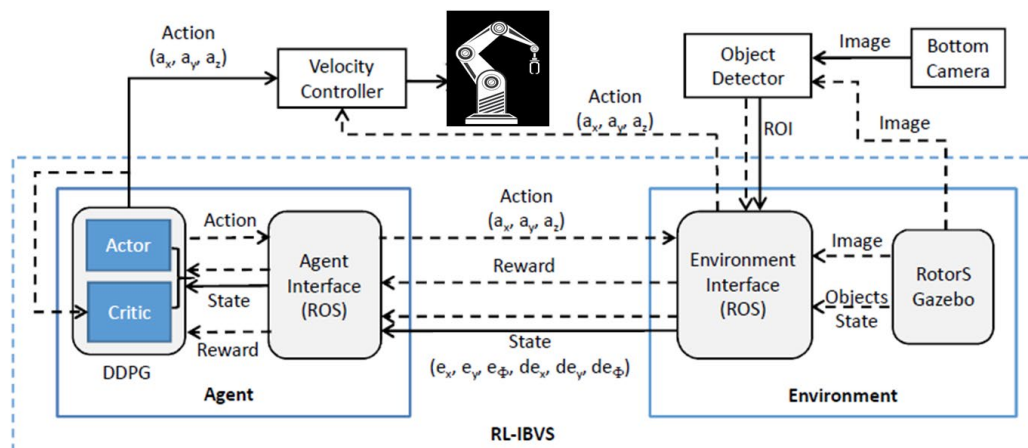 Action
(aₓ, aᵧ, a_z)
Velocity
Controller
Object
Detector
Image
Bottom
Camera
Action
(aₓ, aᵧ, a_z)
ROI
Image
Actor
Critic
DDPG
Action
State
Reward
Agent
Interface
(ROS)
Agent
Action
(aₓ, aᵧ, a_z)
Reward
State
(eₓ, eᵧ, e_Φ, deₓ, deᵧ, de_Φ)
Environment
Interface
(ROS)
Image
Objects
State
RotorS
Gazebo
Environment
RL-IBVS